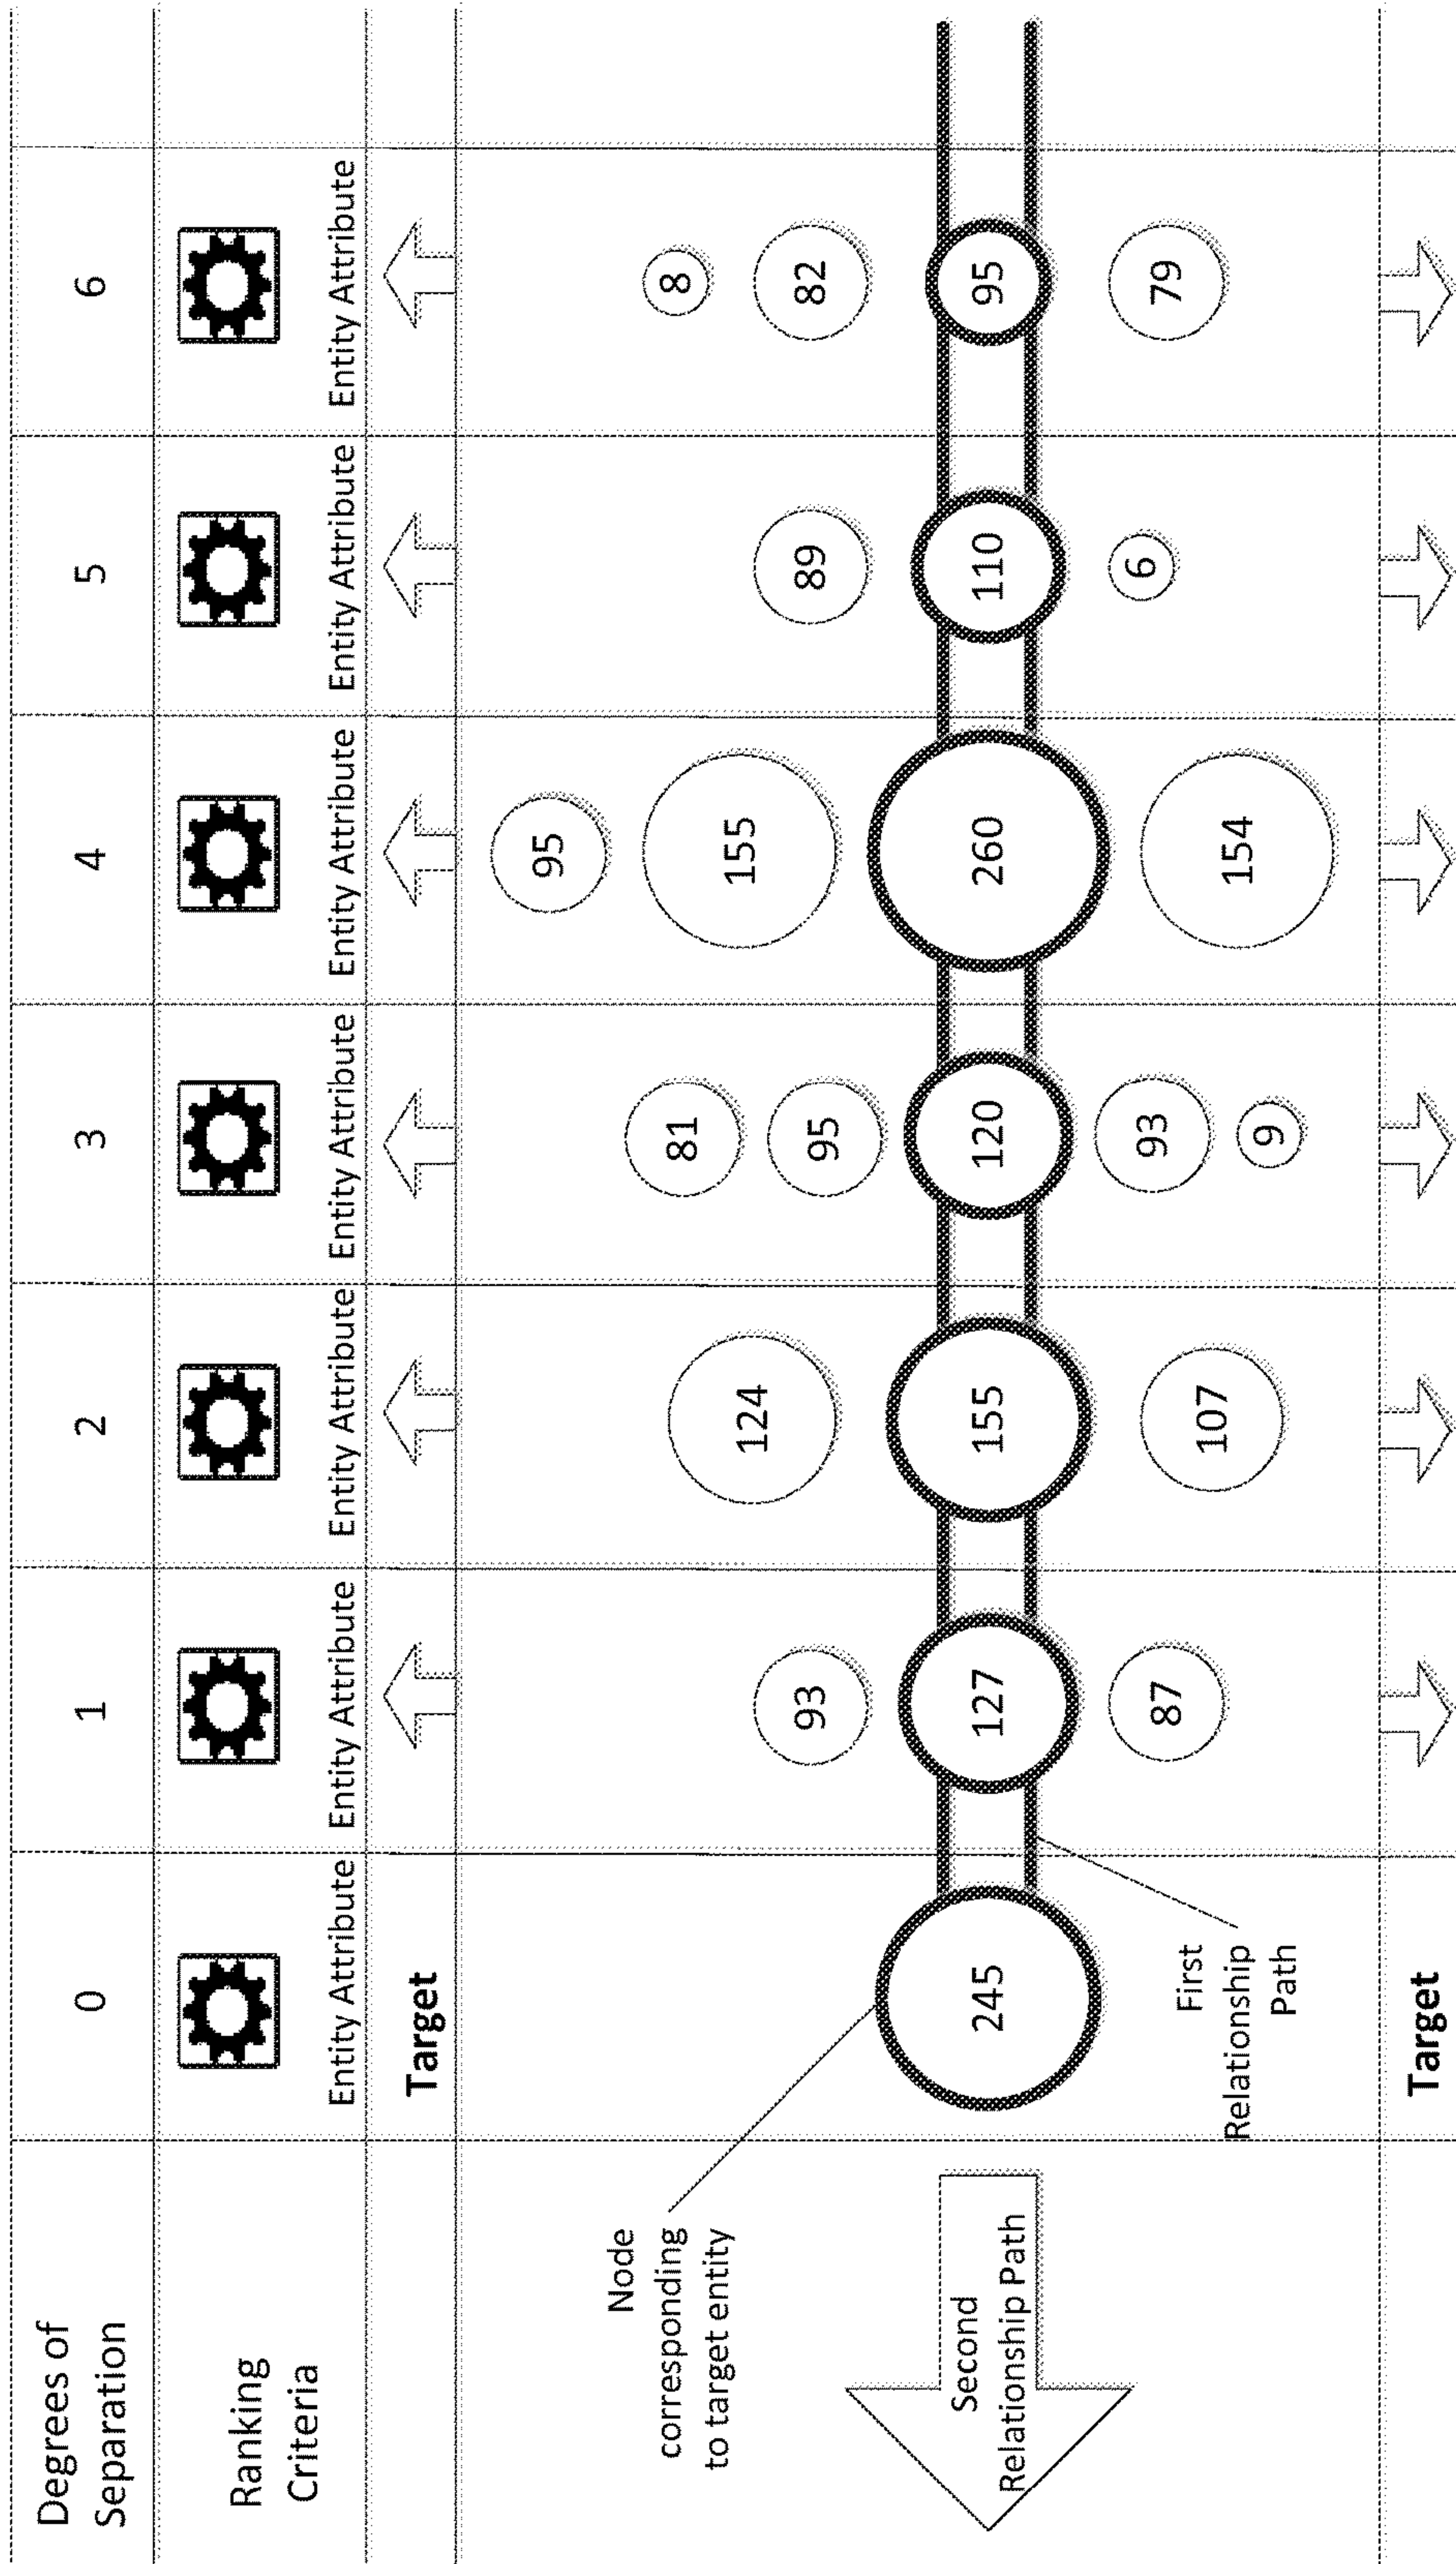 Degrees of
Separation
0
1
2
3
4
5
6
Ranking
Criteria
Entity Attribute
Entity Attribute
Entity Attribute
Entity Attribute
Entity Attribute
Entity Attribute
Entity Attribute
Target
Node
corresponding
to target entity
Second
Relationship Path
245
First
Relationship
Path
93
127
87
124
155
107
81
95
120
93
9
95
155
260
154
89
110
6
8
82
95
79
Target